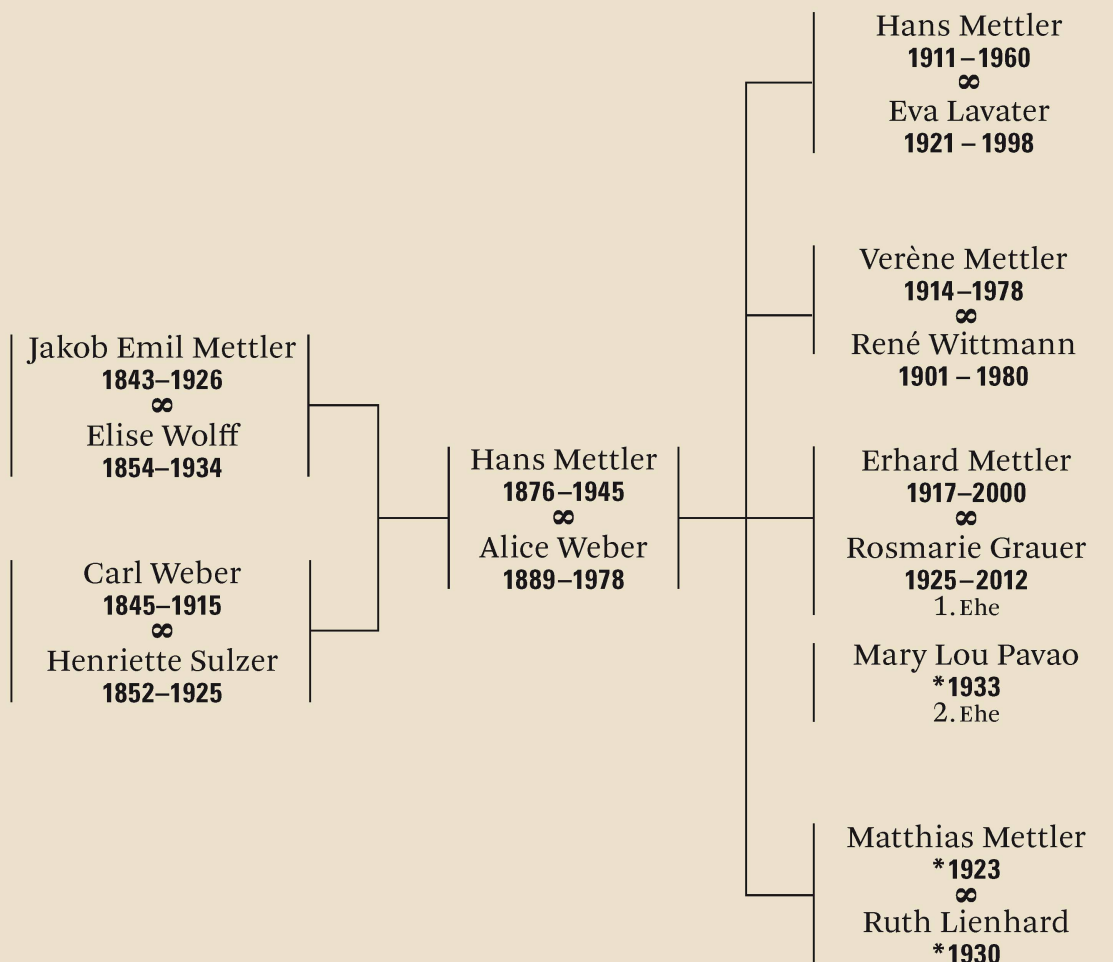 Jakob Emil Mettler
1843–1926
∞
Elise Wolff
1854–1934
Carl Weber
1845–1915
∞
Henriette Sulzer
1852–1925
Hans Mettler
1876–1945
∞
Alice Weber
1889–1978
Hans Mettler
1911–1960
∞
Eva Lavater
1921 – 1998
Verène Mettler
1914–1978
∞
René Wittmann
1901 – 1980
Erhard Mettler
1917–2000
∞
Rosmarie Grauer
1925–2012
1. Ehe
Mary Lou Pavao
*1933
2. Ehe
Matthias Mettler
*1923
∞
Ruth Lienhard
*1930